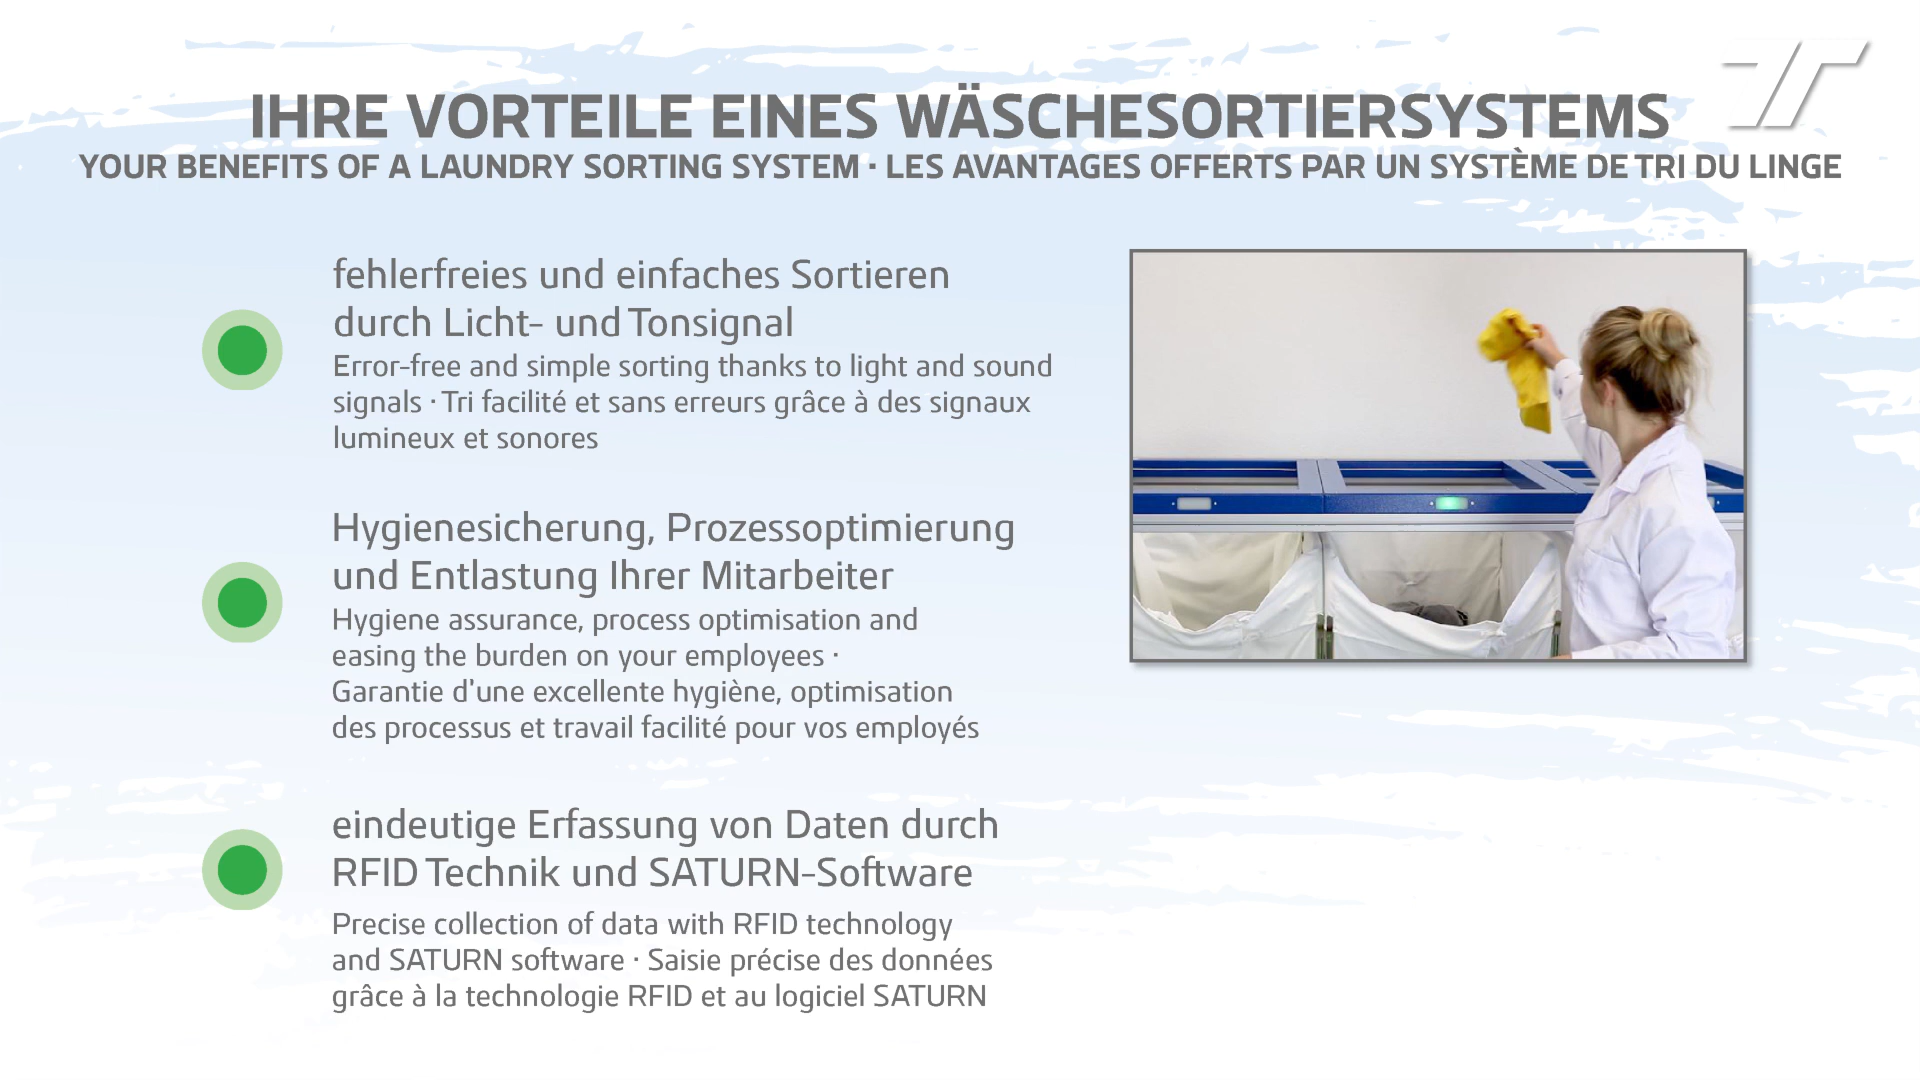 IHRE VORTEILE EINES WÄSCHESORTIERSYSTEMS
YOUR BENEFITS OF A LAUNDRY SORTING SYSTEM · LES AVANTAGES OFFERTS PAR UN SYSTÈME DE TRI DU LINGE
fehlerfreies und einfaches Sortieren
durch Licht- und Tonsignal
Error-free and simple sorting thanks to light and sound
signals · Tri facilité et sans erreurs grâce à des signaux
lumineux et sonores
Hygienesicherung, Prozessoptimierung
und Entlastung Ihrer Mitarbeiter
Hygiene assurance, process optimisation and
easing the burden on your employees ·
Garantie d'une excellente hygiène, optimisation
des processus et travail facilité pour vos employés
eindeutige Erfassung von Daten durch
RFID Technik und SATURN-Software
Precise collection of data with RFID technology
and SATURN software · Saisie précise des données
grâce à la technologie RFID et au logiciel SATURN